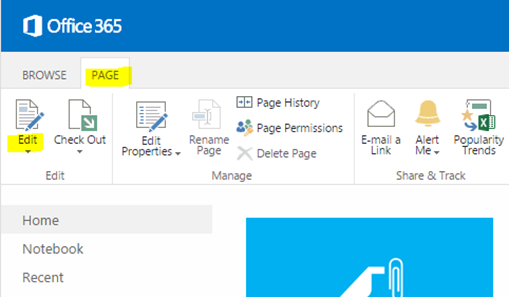 Office 365
BROWSE PAGE
Edit
Check Out
Edit
Properties
Rename
Page
Page History
Page Permissions
Delete Page
E-mail a
Link
Alert
Me
Popularity
Trends
Edit
Manage
Share & Track
Home
Notebook
Recent